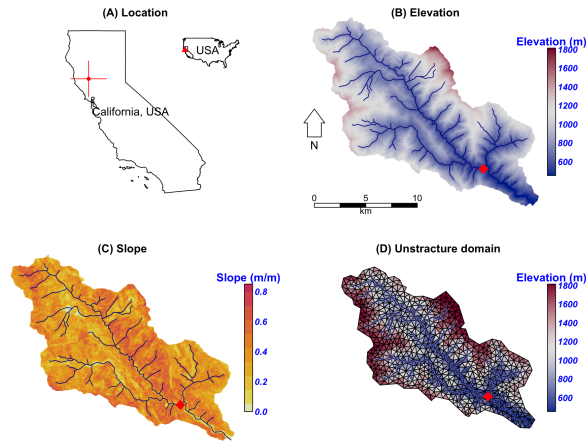 (A) Location
USA
California, USA
(B) Elevation
Elevation (m)
1800
1600
1400
1200
1000
800
600
N
0 5 10
km
(C) Slope
Slope (m/m)
0.8
0.6
0.4
0.2
0.0
(D) Unstracture domain
Elevation (m)
1800
1600
1400
1200
1000
800
600